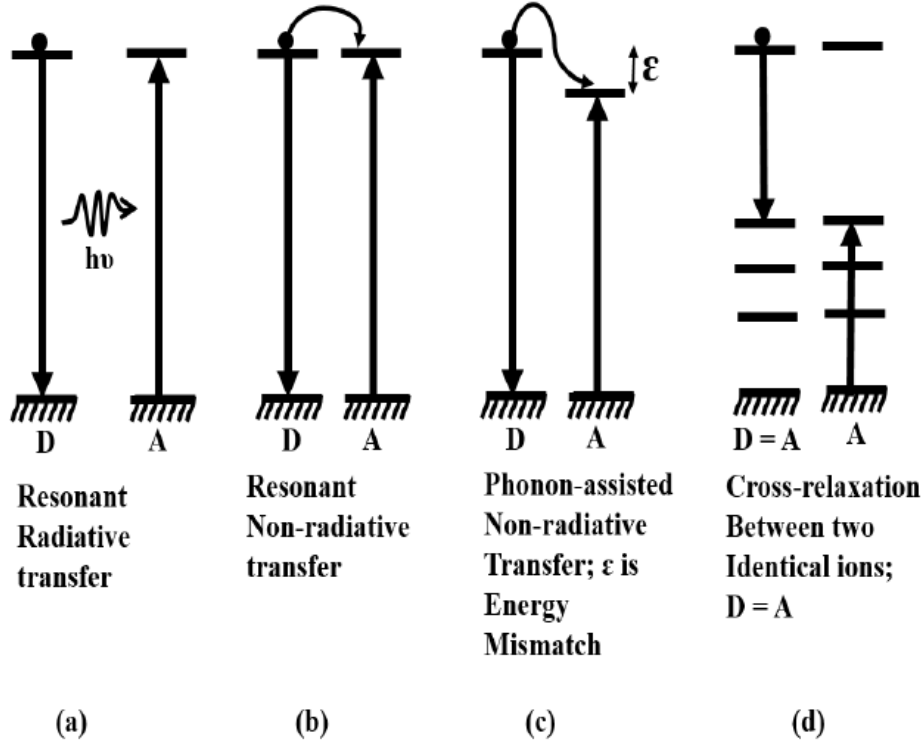 ε
hυ
D
A
D
A
D
A
D = A
A
Resonant
Radiative
transfer
Resonant
Non-radiative
transfer
Phonon-assisted
Non-radiative
Transfer; ε is
Energy
Mismatch
Cross-relaxation
Between two
Identical ions;
D = A
(a)
(b)
(c)
(d)